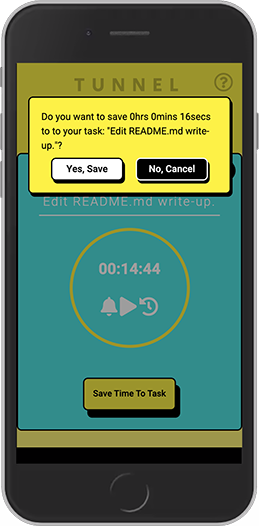 TUNNEL
?
Do you want to save 0hrs 0mins 16secs
to to your task: "Edit README.md write-
up."?
Yes, Save
No, Cancel
Edit README.md write-up.
00:14:44
Save Time To Task